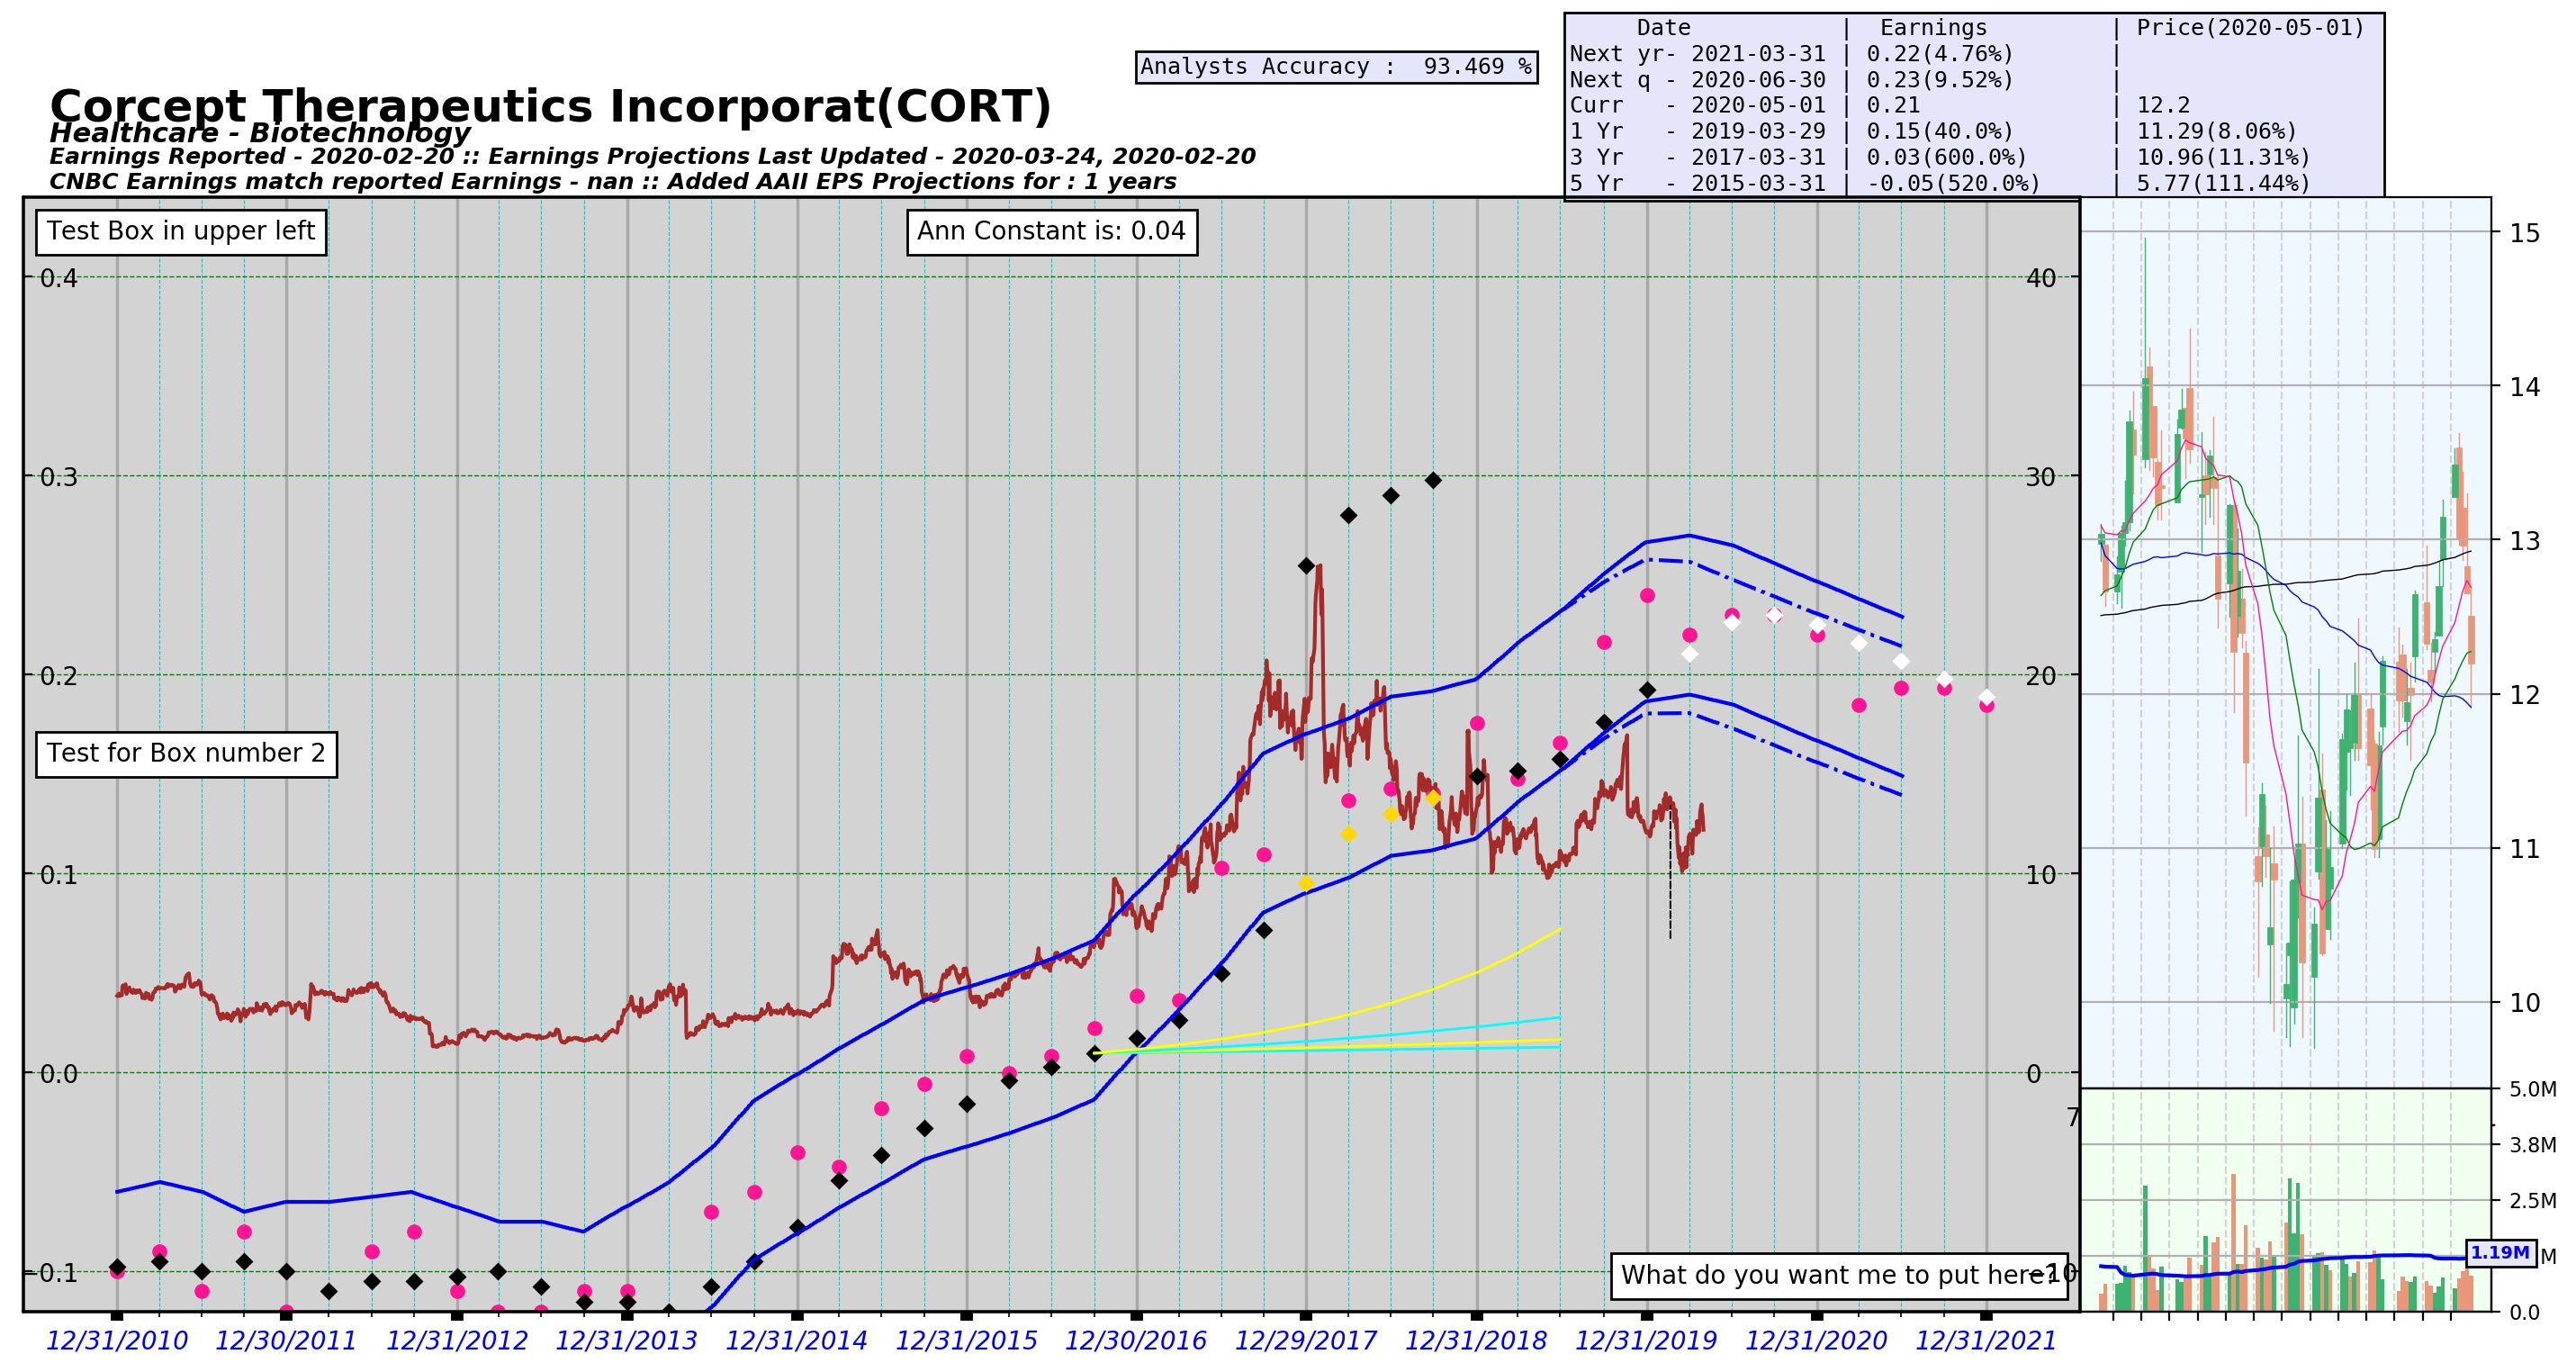 Date | Earnings | Price(2020-05-01)
Next yr- 2021-03-31 | 0.22(4.76%) |
Next q - 2020-06-30 | 0.23(9.52%) |
Curr - 2020-05-01 | 0.21 | 12.2
1 Yr - 2019-03-29 | 0.15(40.0%) | 11.29(8.06%)
3 Yr - 2017-03-31 | 0.03(600.0%) | 10.96(11.31%)
5 Yr - 2015-03-31 | -0.05(520.0%) | 5.77(111.44%)
Analysts Accuracy : 93.469 %
Corcept Therapeutics Incorporat(CORT)
Healthcare - Biotechnology
Earnings Reported - 2020-02-20 :: Earnings Projections Last Updated - 2020-03-24, 2020-02-20
CNBC Earnings match reported Earnings - nan :: Added AAII EPS Projections for : 1 years
Test Box in upper left
Ann Constant is: 0.04
0.4
0.3
0.2
Test for Box number 2
0.1
0.0
−0.1
40
30
20
10
0
7
−10
What do you want me to put here?
15
14
13
12
11
10
5.0M
3.8M
2.5M
M
1.19M
0.0
12/31/2010 12/30/2011 12/31/2012 12/31/2013 12/31/2014 12/31/2015 12/30/2016 12/29/2017 12/31/2018 12/31/2019 12/31/2020 12/31/2021